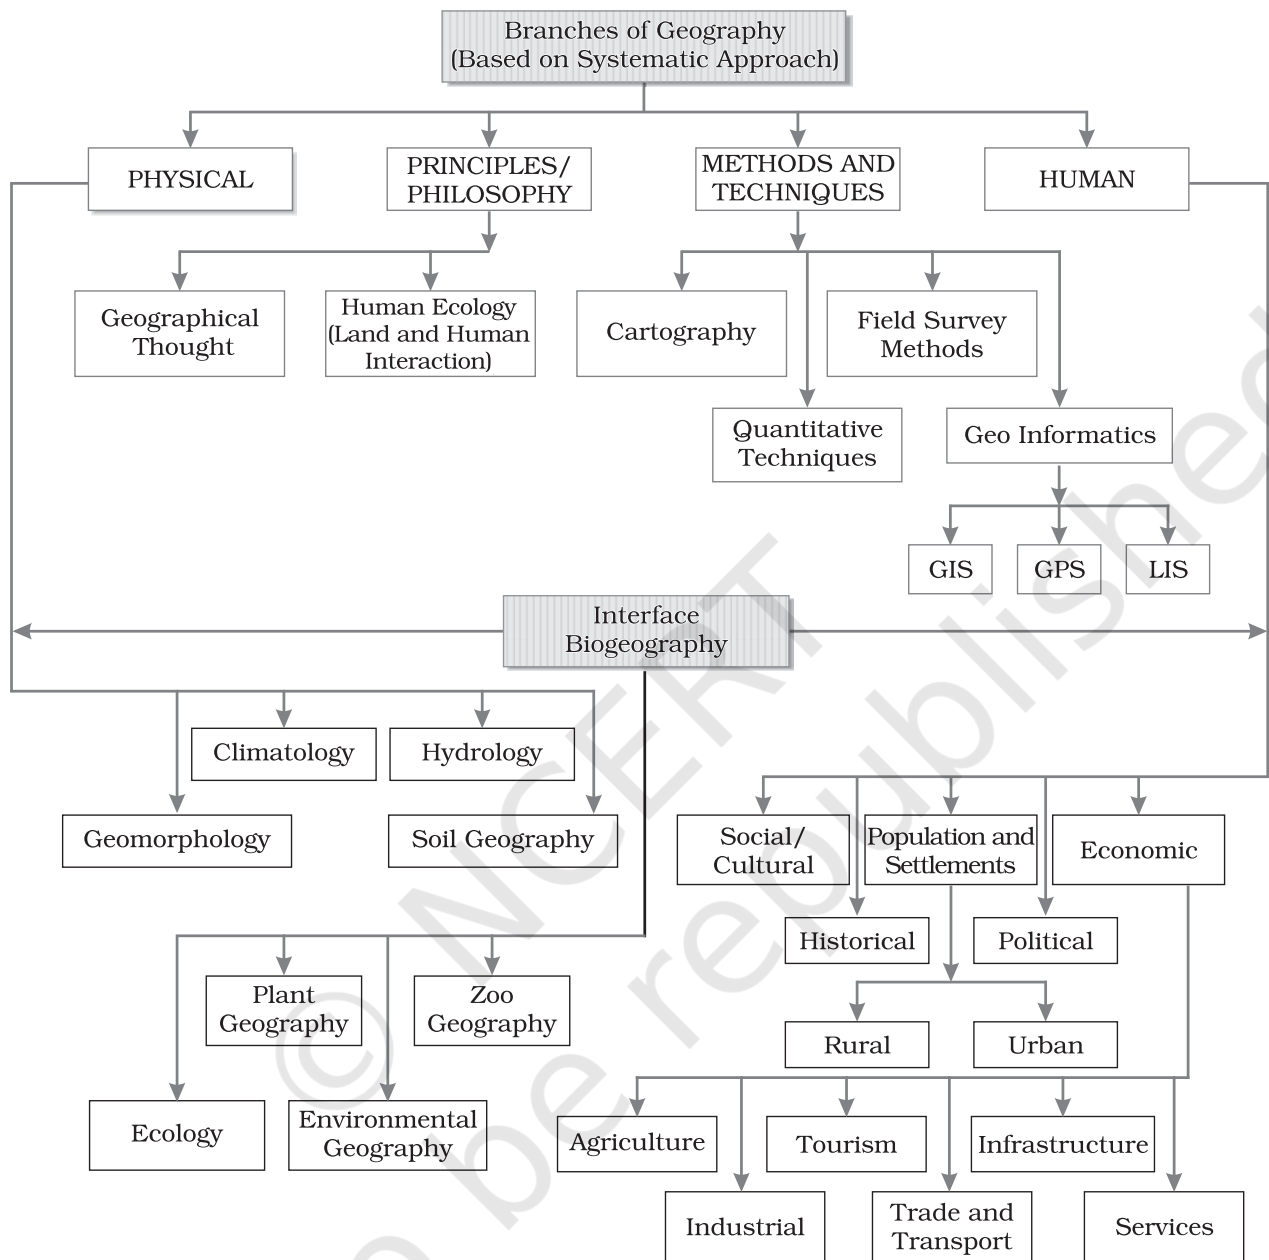 Branches of Geography
(Based on Systematic Approach)
PHYSICAL
PRINCIPLES/
PHILOSOPHY
METHODS AND
TECHNIQUES
HUMAN
Geographical
Thought
Human Ecology
(Land and Human
Interaction)
Cartography
Field Survey
Methods
Quantitative
Techniques
Geo Informatics
GIS
GPS
LIS
Interface
Biogeography
Climatology
Hydrology
Geomorphology
Soil Geography
Social/
Cultural
Population and
Settlements
Economic
Historical
Political
Plant
Geography
Zoo
Geography
Rural
Urban
Ecology
Environmental
Geography
Agriculture
Tourism
Infrastructure
Industrial
Trade and
Transport
Services
© NCERT
be republished